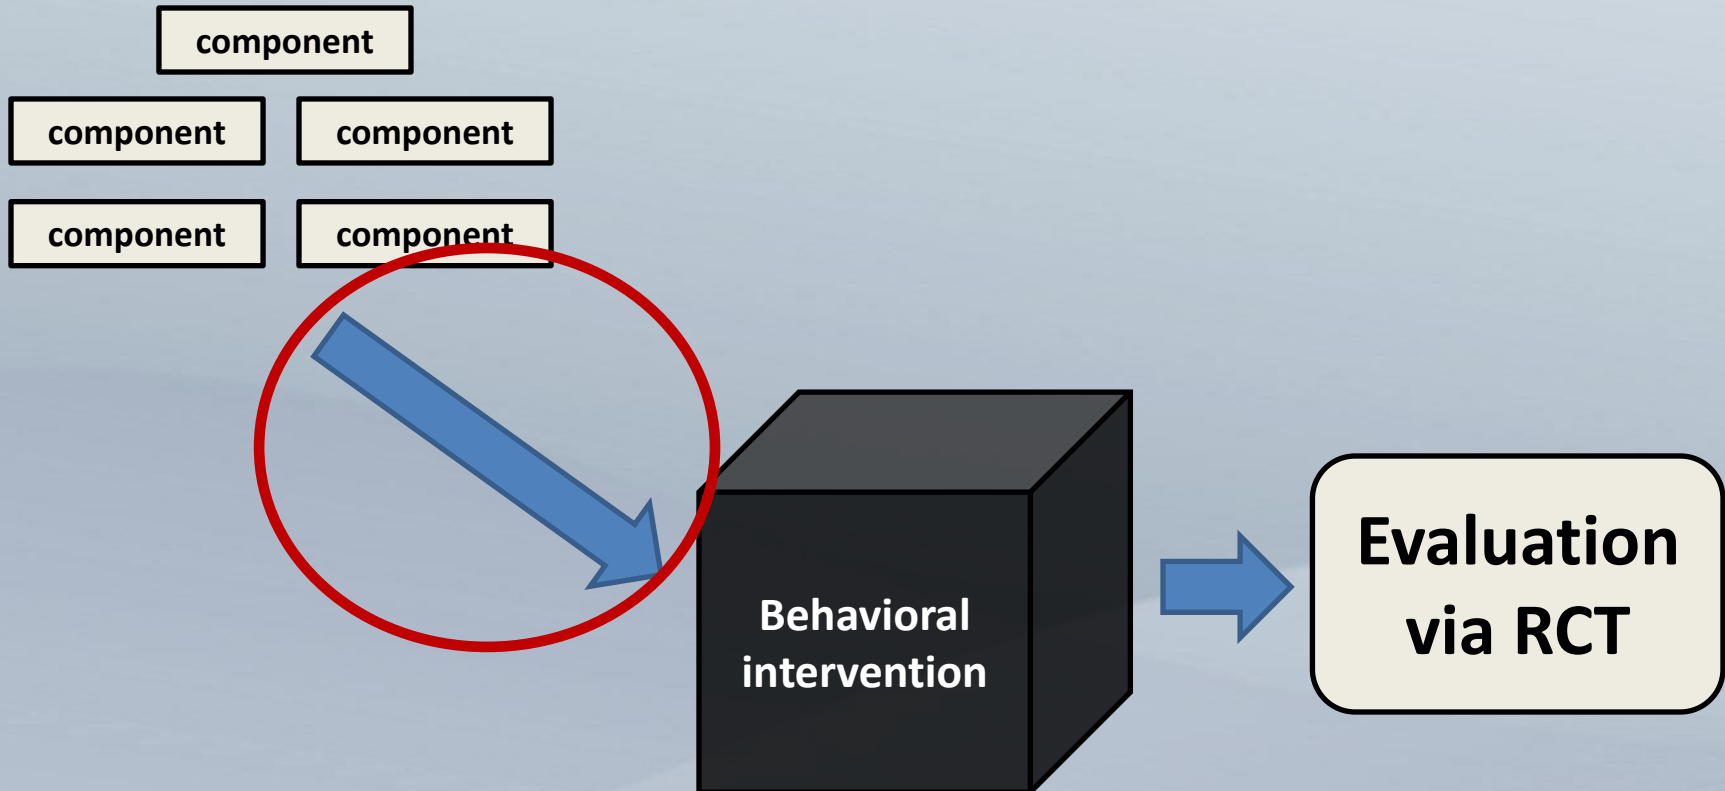 component
component
component
component
component
Behavioral
intervention
Evaluation
via RCT